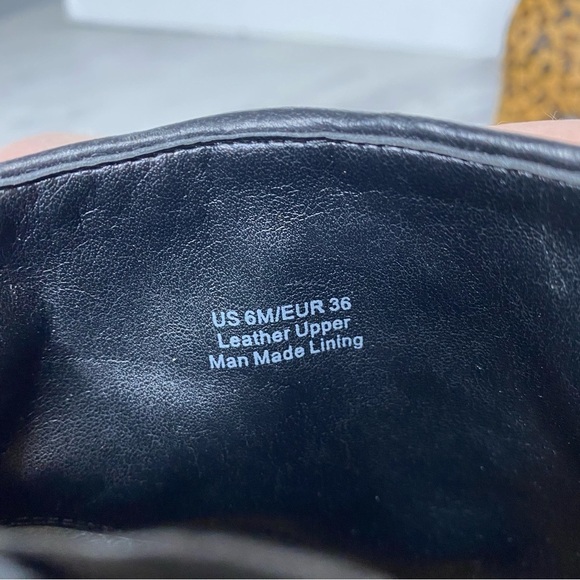 US 6M/EUR 36
Leather Upper
Man Made Lining